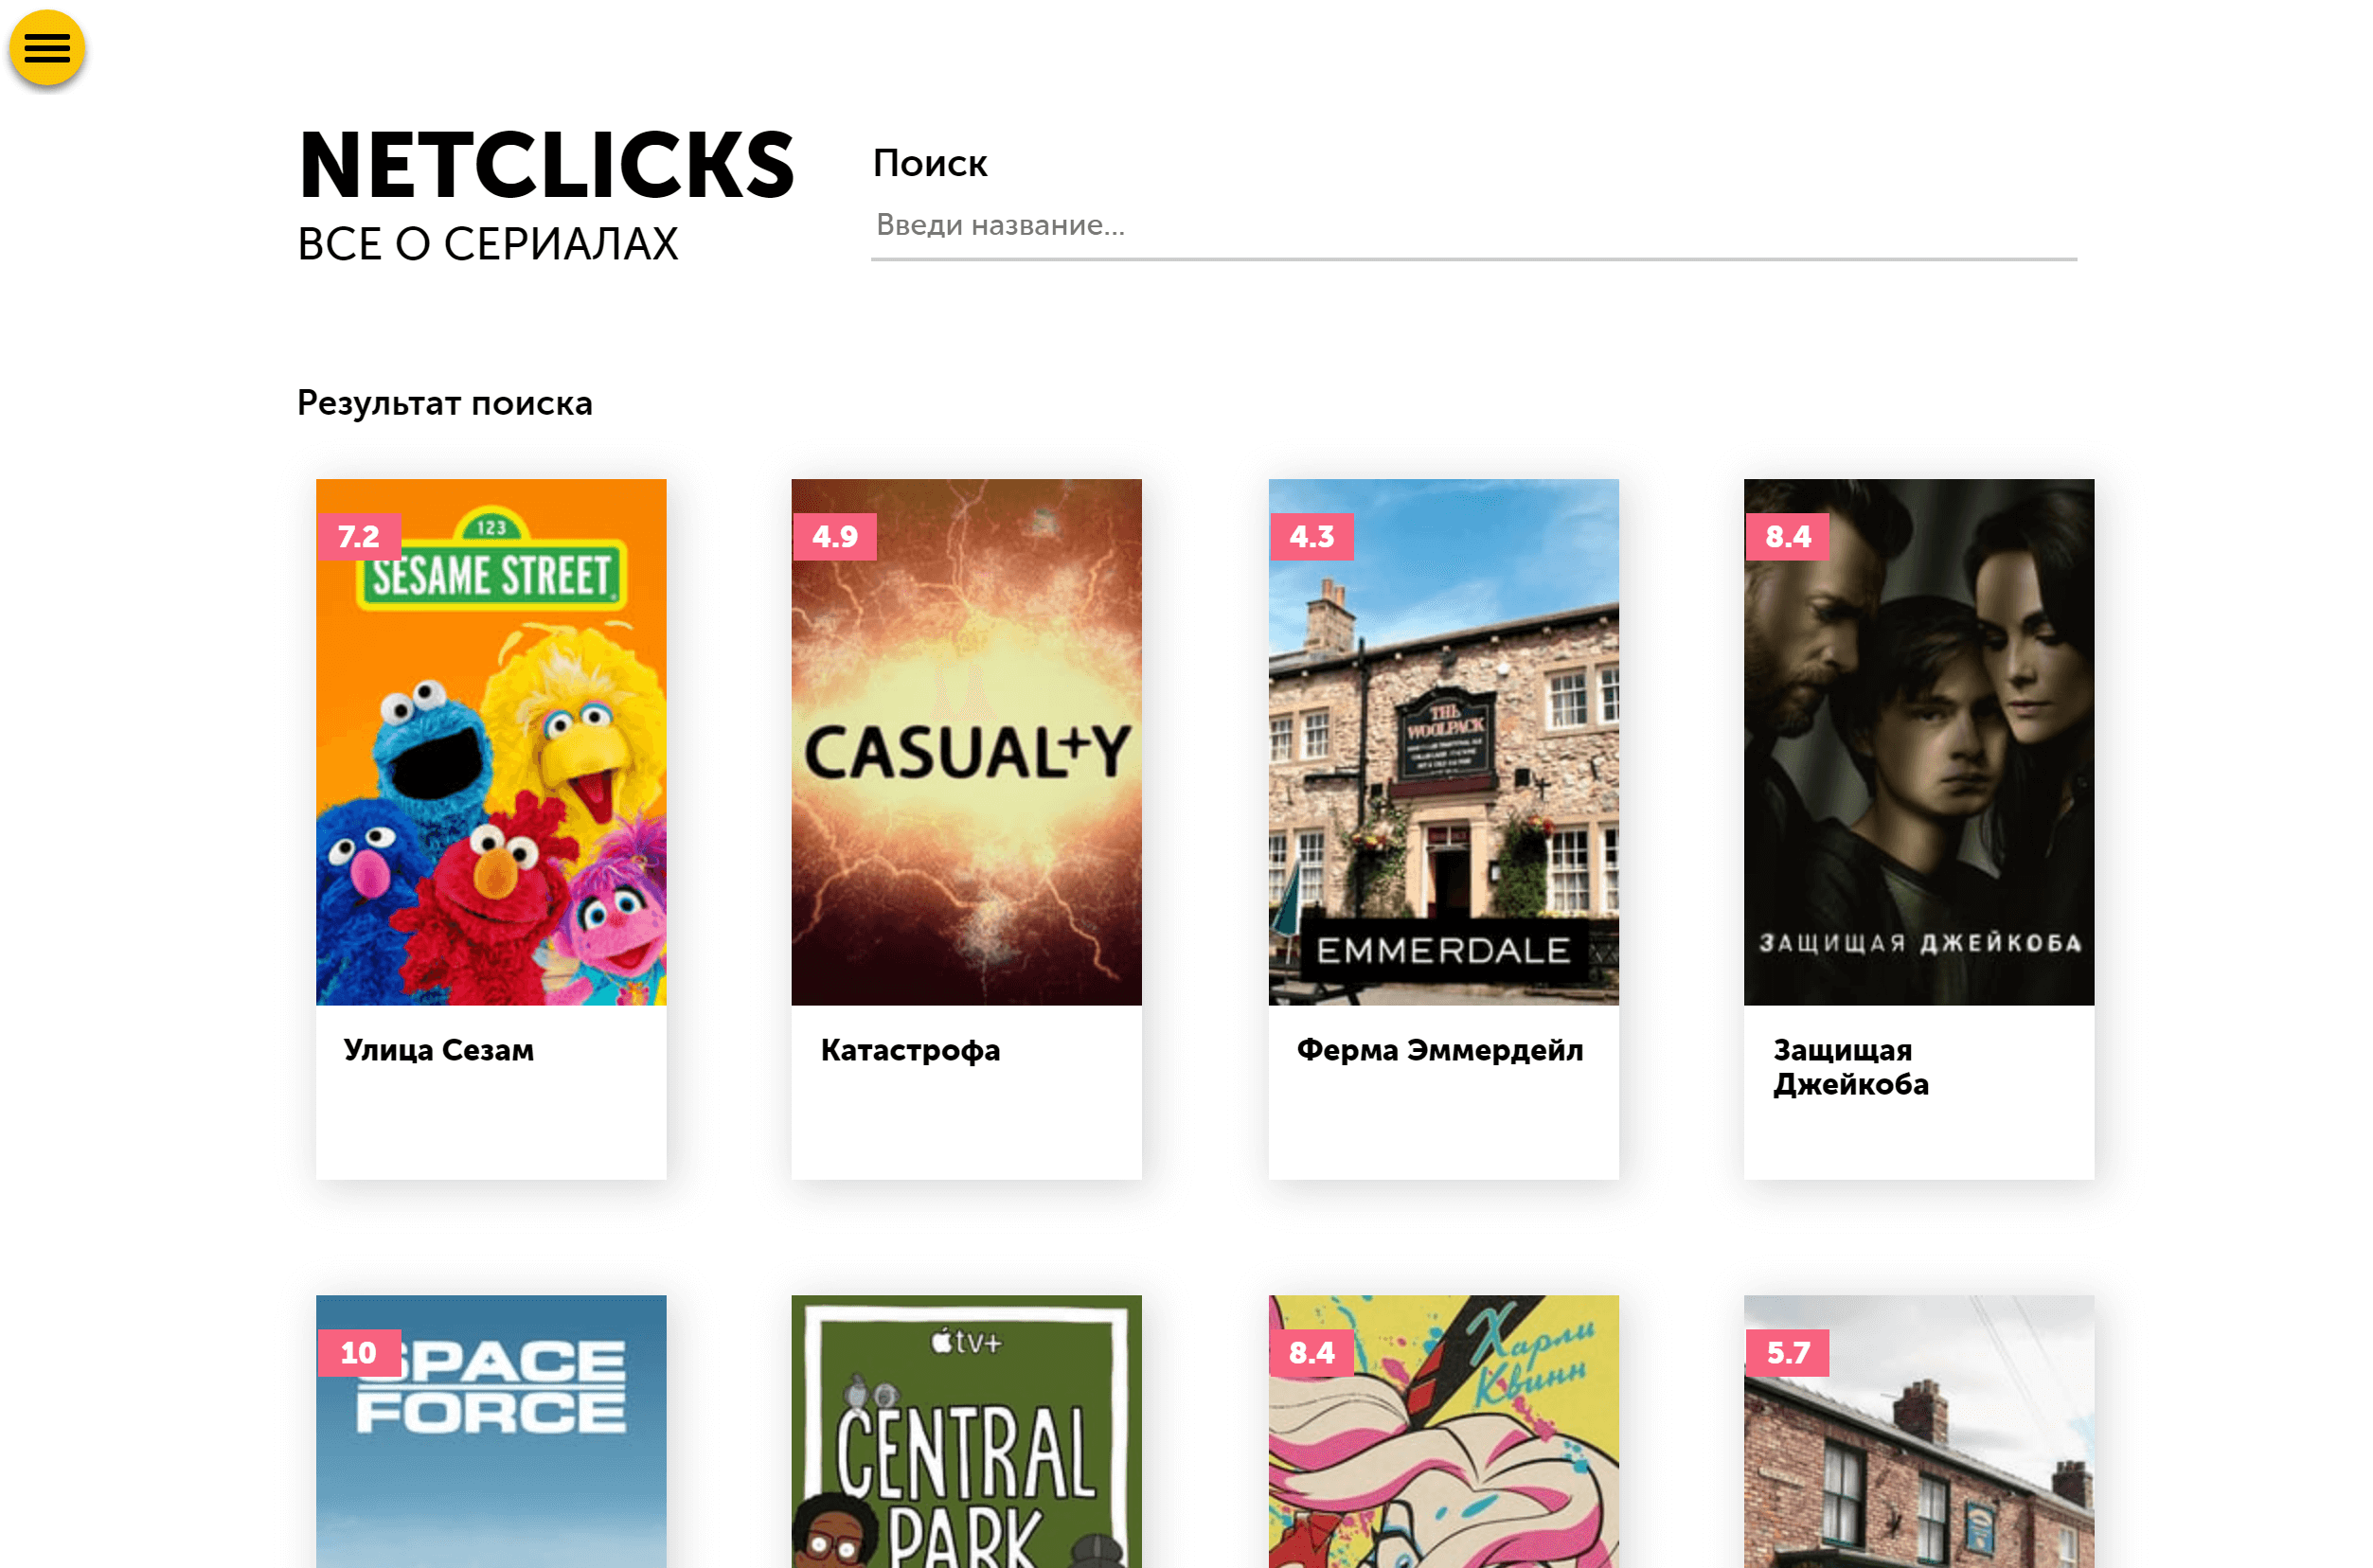 NETCLICKS
ВСЕ О СЕРИАЛАХ
Поиск
Введи название...
Результат поиска
7.2
123
SESAME STREET
Улица Сезам
4.9
CASUAL+Y
Катастрофа
4.3
THE
WOOLPACK
EMMERDALE
Ферма Эммердейл
8.4
ЗАЩИЩАЯ ДЖЕЙКОБА
Защищая
Джейкоба
10
SPACE
FORCE
tv+
CENTRAL
PARK
8.4
Харли
Квинн
5.7